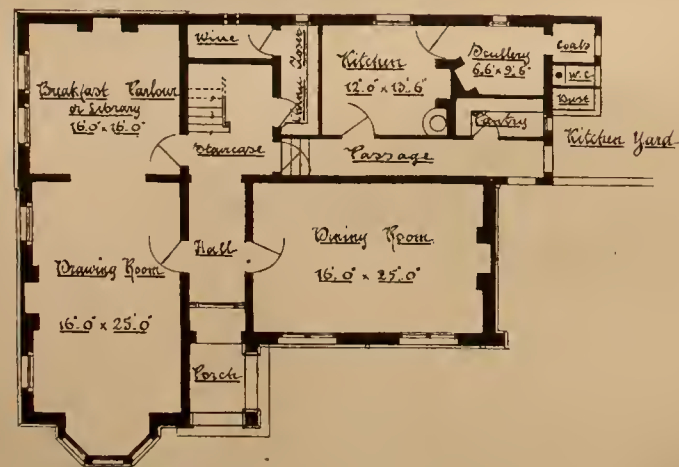 Wine
Kitchen
12.0 × 13.6
Scullery
6.6 × 9.6
Coals
W.C
Dust
Breakfast Parlour
or Library
16.0 × 16.0
Pantry
Kitchen Yard
Staircase
Passage
Hall
Dining Room
16.0 × 25.0
Drawing Room
16.0 × 25.0
Porch